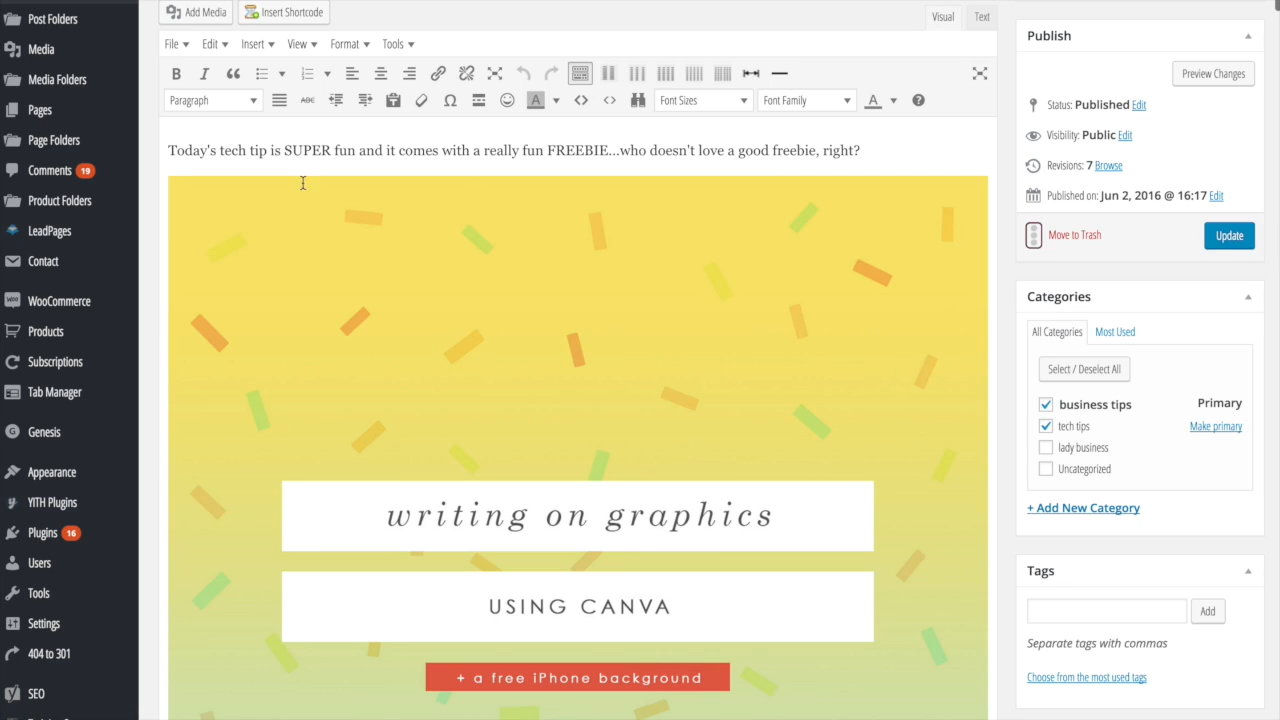 Post Folders
Media
Media Folders
Pages
Page Folders
Comments 19
Product Folders
LeadPages
Contact
WooCommerce
Products
Subscriptions
Tab Manager
Genesis
Appearance
YITH Plugins
Plugins 16
Users
Tools
Settings
404 to 301
SEO
Add Media Insert Shortcode
Visual Text
File Edit Insert View Format Tools
Paragraph ABC Font Sizes Font Family
Today's tech tip is SUPER fun and it comes with a really fun FREEBIE...who doesn't love a good freebie, right?
writing on graphics
USING CANVA
+ a free iPhone background
Publish
Preview Changes
Status: Published Edit
Visibility: Public Edit
Revisions: 7 Browse
Published on: Jun 2, 2016 @ 16:17 Edit
Move to Trash Update
Categories
All Categories Most Used
Select / Deselect All
business tips Primary
tech tips Make primary
lady business
Uncategorized
+ Add New Category
Tags
Add
Separate tags with commas
Choose from the most used tags